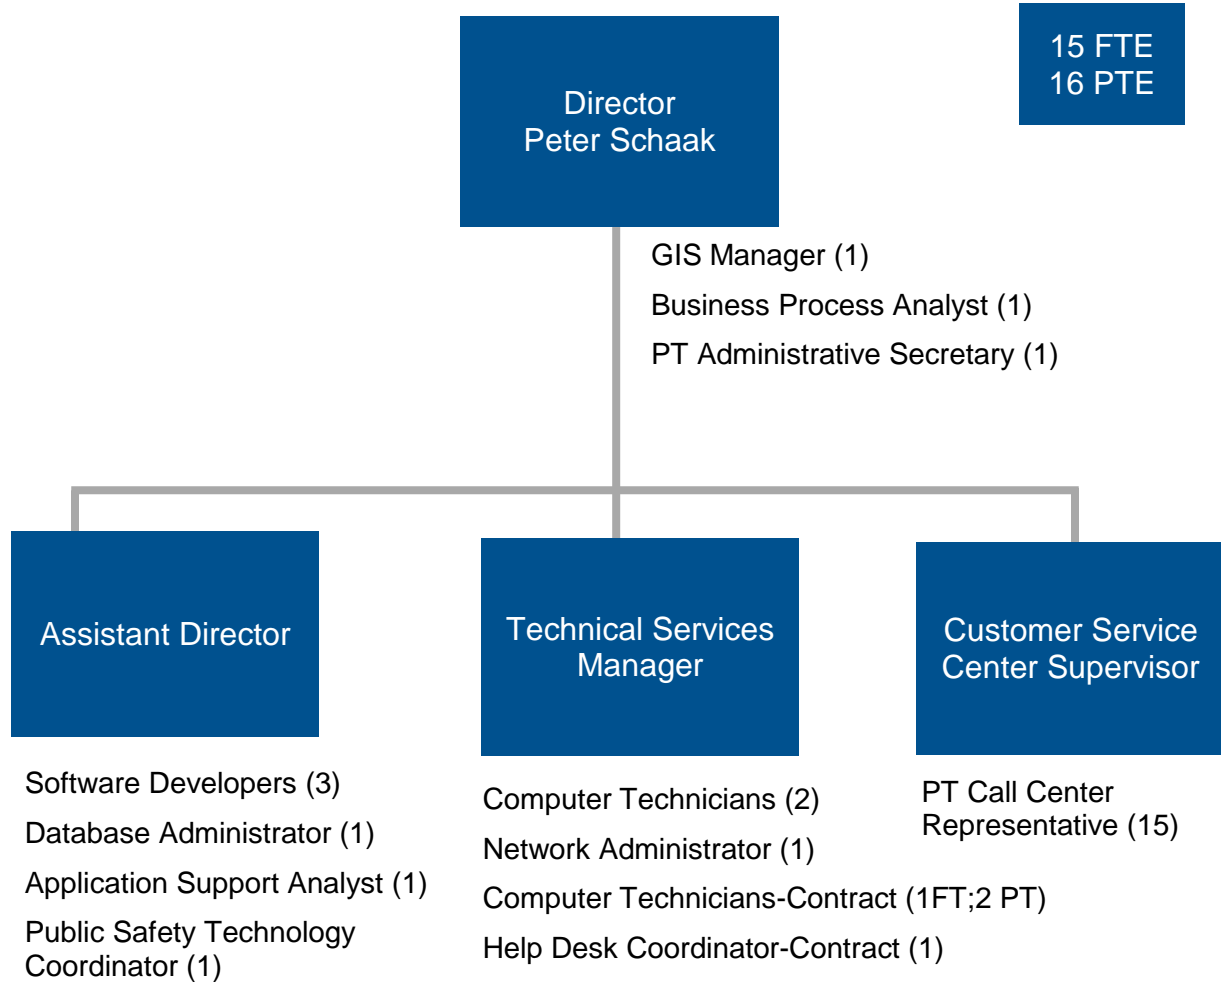 15 FTE
16 PTE
Director
Peter Schaak
GIS Manager (1)
Business Process Analyst (1)
PT Administrative Secretary (1)
Assistant Director
Software Developers (3)
Database Administrator (1)
Application Support Analyst (1)
Public Safety Technology
Coordinator (1)
Technical Services
Manager
Computer Technicians (2)
Network Administrator (1)
Computer Technicians-Contract (1FT;2 PT)
Help Desk Coordinator-Contract (1)
Customer Service
Center Supervisor
PT Call Center
Representative (15)